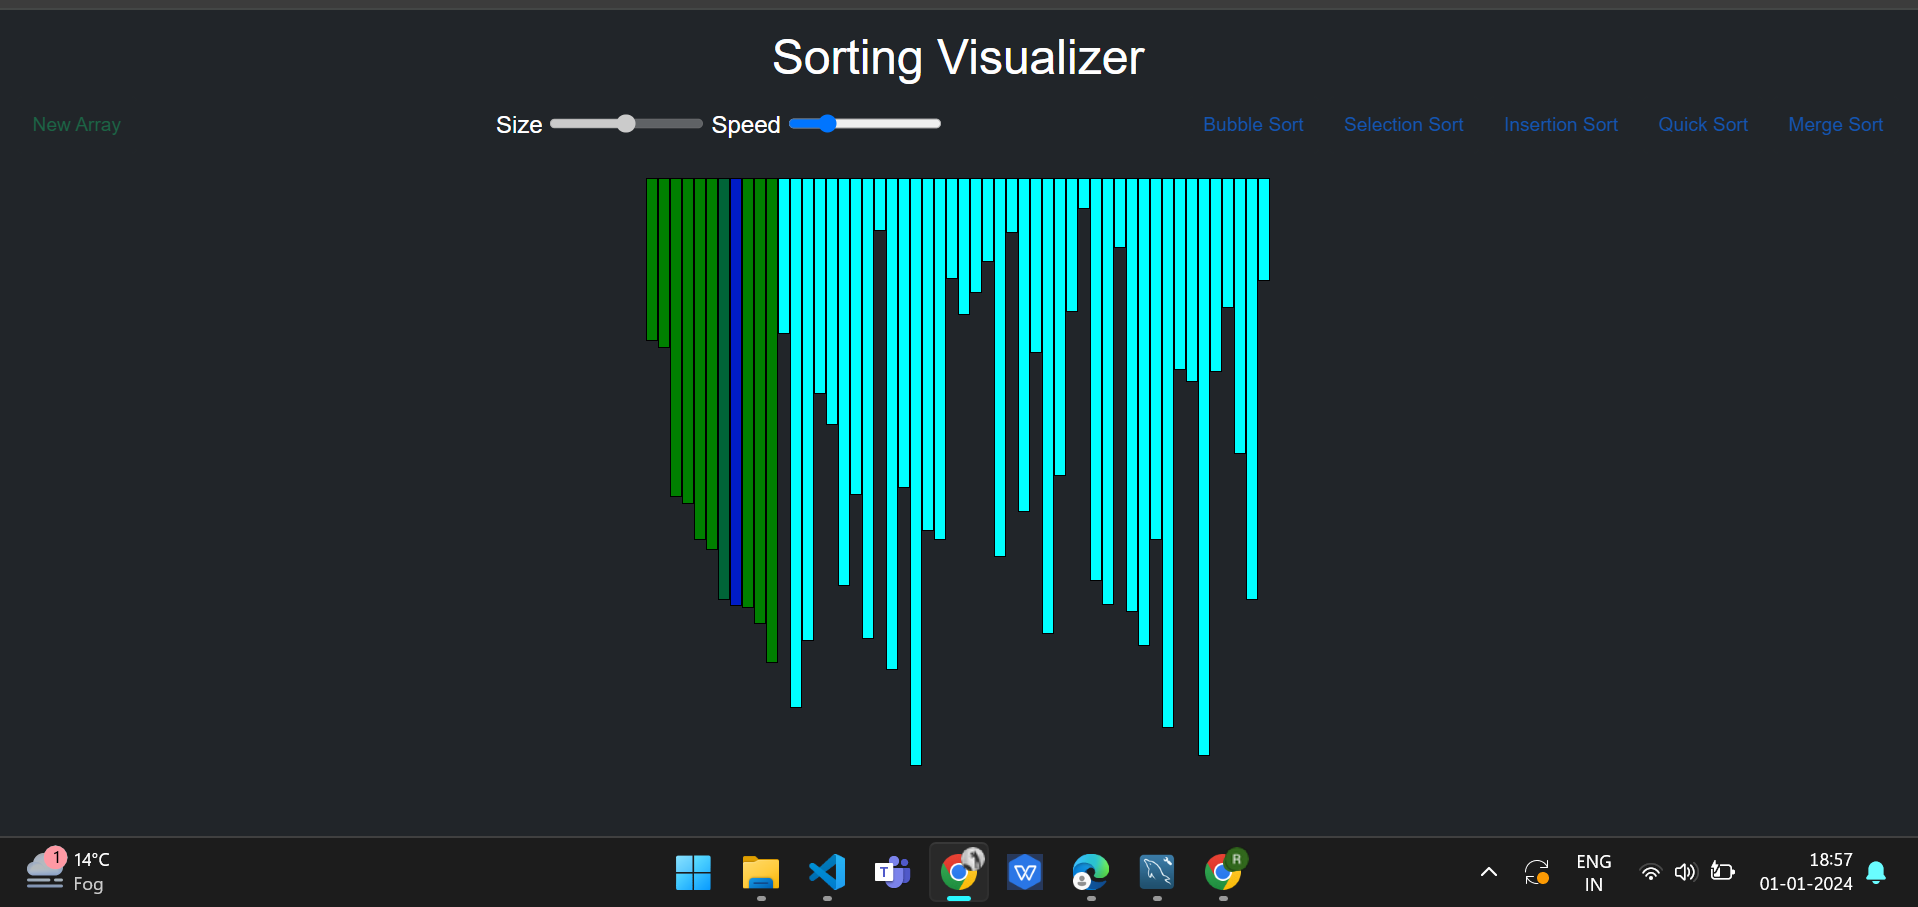 Sorting Visualizer
New Array
Size
Speed
Bubble Sort
Selection Sort
Insertion Sort
Quick Sort
Merge Sort
1
14°C
Fog
T
W
R
ENG
IN
18:57
01-01-2024